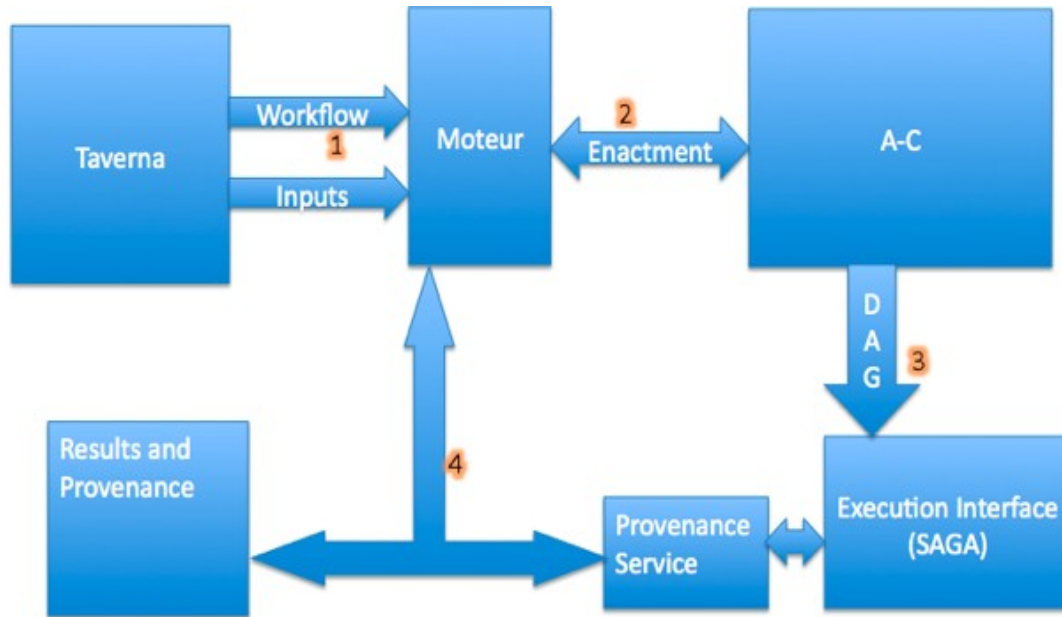 Taverna
Workflow
1
Inputs
Moteur
2
Enactment
A-C
D
A
G
3
Results and
Provenance
4
Provenance
Service
Execution Interface
(SAGA)